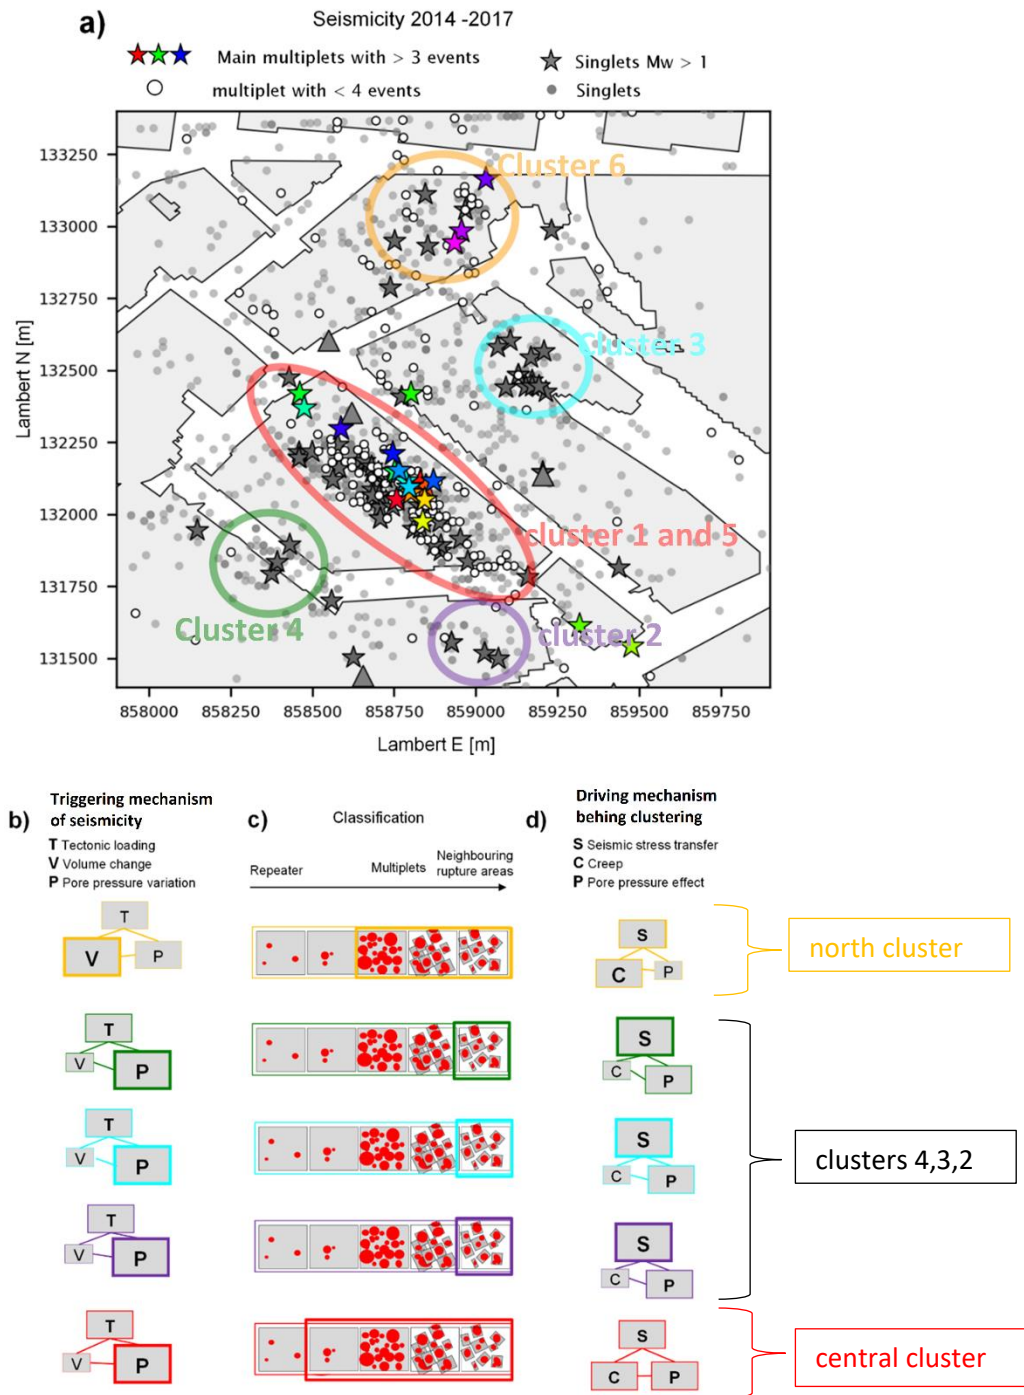 a)
Seismicity 2014 -2017
Main multiplets with > 3 events
Singlets Mw > 1
multiplet with < 4 events
Singlets
Cluster 6
Cluster 3
cluster 1 and 5
Cluster 4
cluster 2
133250
133000
132750
132500
132250
132000
131750
131500
Lambert N [m]
858000 858250 858500 858750 859000 859250 859500 859750
Lambert E [m]
b)
Triggering mechanism
of seismicity
T Tectonic loading
V Volume change
P Pore pressure variation
c)
Classification
Repeater
Multiplets
Neighbouring
rupture areas
d)
Driving mechanism
behing clustering
S Seismic stress transfer
C Creep
P Pore pressure effect
T
V P
S
C P
north cluster
T
V P
S
C P
T
V P
S
C P
clusters 4,3,2
T
V P
S
C P
T
V P
S
C P
central cluster